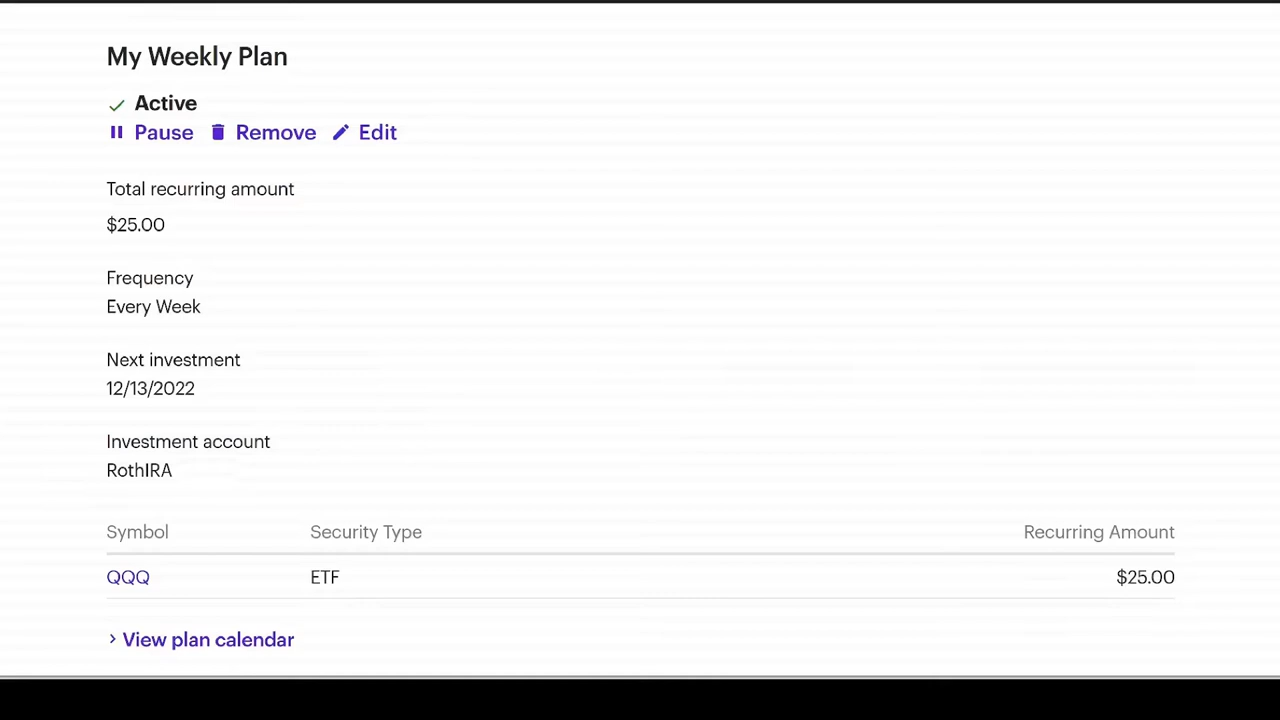 My Weekly Plan
Active
Pause Remove Edit
Total recurring amount
$25.00
Frequency
Every Week
Next investment
12/13/2022
Investment account
RothIRA
Symbol Security Type Recurring Amount
QQQ ETF $25.00
View plan calendar